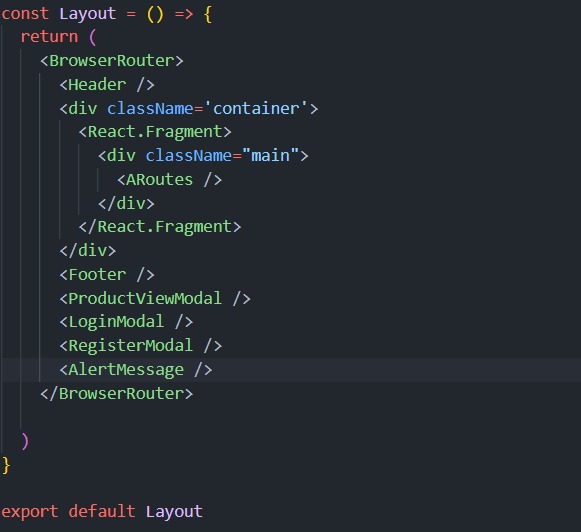 const Layout = () => {
  return (
    <BrowserRouter>
      <Header />
      <div className='container'>
        <React.Fragment>
          <div className="main">
            <ARoutes />
          </div>
        </React.Fragment>
      </div>
      <Footer />
      <ProductViewModal />
      <LoginModal />
      <RegisterModal />
      <AlertMessage />
    </BrowserRouter>

  )
}

export default Layout